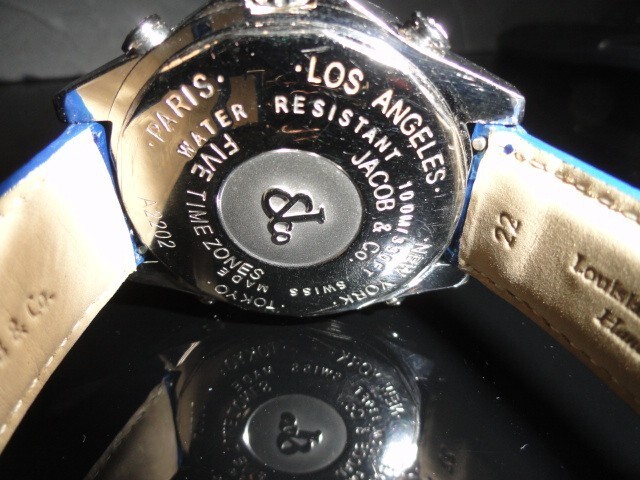 ·PARIS· ·LOS ANGELES· ·NEW YORK· TOKYO·
WATER RESISTANT 100M/330FT
SWISS MADE
JACOB & CO.
FIVE TIME ZONES
A2202
& Co
& Co.
22